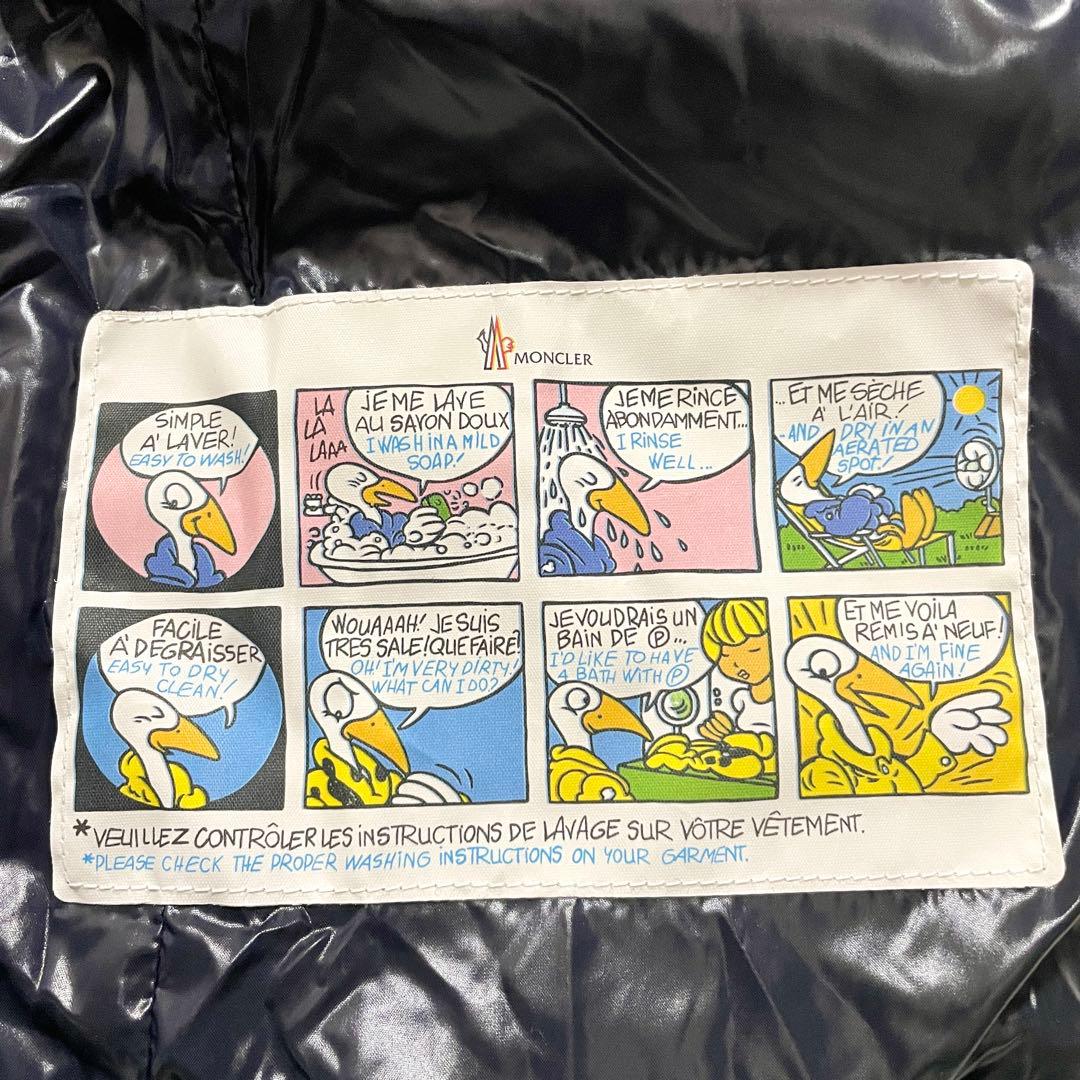 MONCLER
SIMPLE
A' LAVER!
EASY TO WASH!
LA
LA
LAAA
JE ME LAVE
AU SAVON DOUX
I WASH IN A MILD
SOAP!
JE ME RINCE
ABONDAMMENT...
I RINSE
WELL...
...ET ME SÈCHE
A' L'AIR!
..AND DRY IN AN
AERATED
SPOT!
FACILE
A' DEGRAISSER
EASY TO DRY
CLEAN!
WOUAAAH! JE SUIS
TRES SALE! QUE FAIRE?
OH! I'M VERY DIRTY!
WHAT CAN I DO?
JE VOUDRAIS UN
BAIN DE Ⓟ...
I'D LIKE TO HAVE
A BATH WITH Ⓟ
ET ME VOILA
REMIS A' NEUF!
AND I'M FINE
AGAIN!
*VEUILLEZ CONTRÔLER LES INSTRUCTIONS DE LAVAGE SUR VÔTRE VÊTEMENT.
*PLEASE CHECK THE PROPER WASHING INSTRUCTIONS ON YOUR GARMENT.